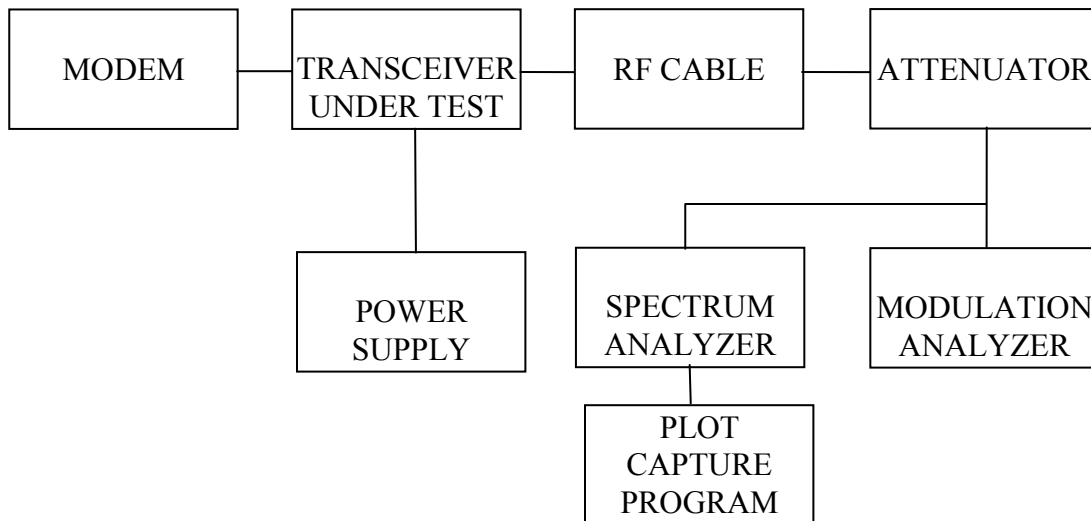 MODEM
TRANSCEIVER
UNDER TEST
RF CABLE
ATTENUATOR
POWER
SUPPLY
SPECTRUM
ANALYZER
MODULATION
ANALYZER
PLOT
CAPTURE
PROGRAM